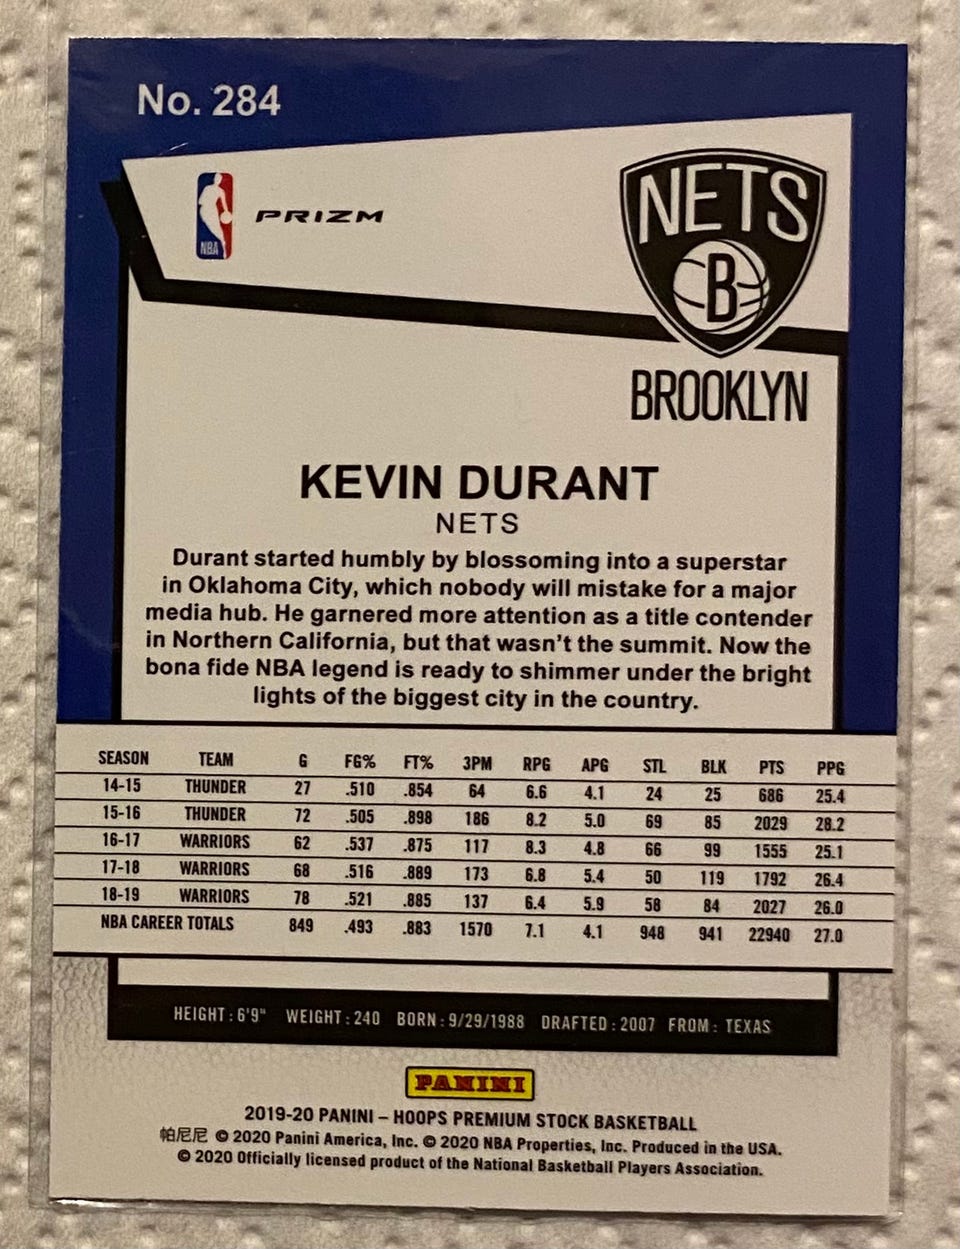 No. 284
NBA
PRIZM
NETS
B
BROOKLYN
KEVIN DURANT
NETS
Durant started humbly by blossoming into a superstar
in Oklahoma City, which nobody will mistake for a major
media hub. He garnered more attention as a title contender
in Northern California, but that wasn't the summit. Now the
bona fide NBA legend is ready to shimmer under the bright
lights of the biggest city in the country.
SEASON TEAM G FG% FT% 3PM RPG APG STL BLK PTS PPG
14-15 THUNDER 27 .510 .854 64 6.6 4.1 24 25 686 25.4
15-16 THUNDER 72 .505 .898 186 8.2 5.0 69 85 2029 28.2
16-17 WARRIORS 62 .537 .875 117 8.3 4.8 66 99 1555 25.1
17-18 WARRIORS 68 .516 .889 173 6.8 5.4 50 119 1792 26.4
18-19 WARRIORS 78 .521 .885 137 6.4 5.9 58 84 2027 26.0
NBA CAREER TOTALS 849 .493 .883 1570 7.1 4.1 948 941 22940 27.0
HEIGHT: 6'9" WEIGHT: 240 BORN: 9/29/1988 DRAFTED: 2007 FROM: TEXAS
PANINI
2019-20 PANINI – HOOPS PREMIUM STOCK BASKETBALL
帕尼尼 © 2020 Panini America, Inc. © 2020 NBA Properties, Inc. Produced in the USA.
© 2020 Officially licensed product of the National Basketball Players Association.